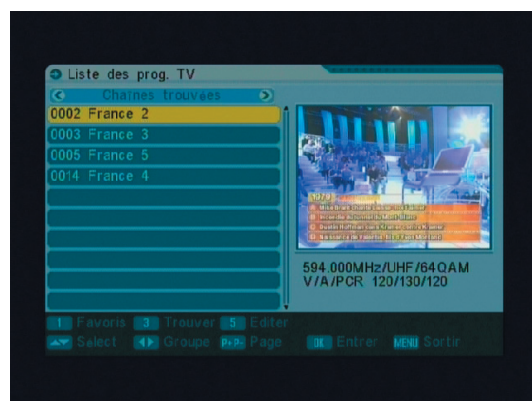 Liste des prog. TV
Chaînes trouvées
0002 France 2
0003 France 3
0005 France 5
0014 France 4
594.000MHz/UHF/64QAM
V/A/PCR 120/130/120
1 Favoris 3 Trouver 5 Editer
Select Groupe P+P- Page OK Entrer MENU Sortir